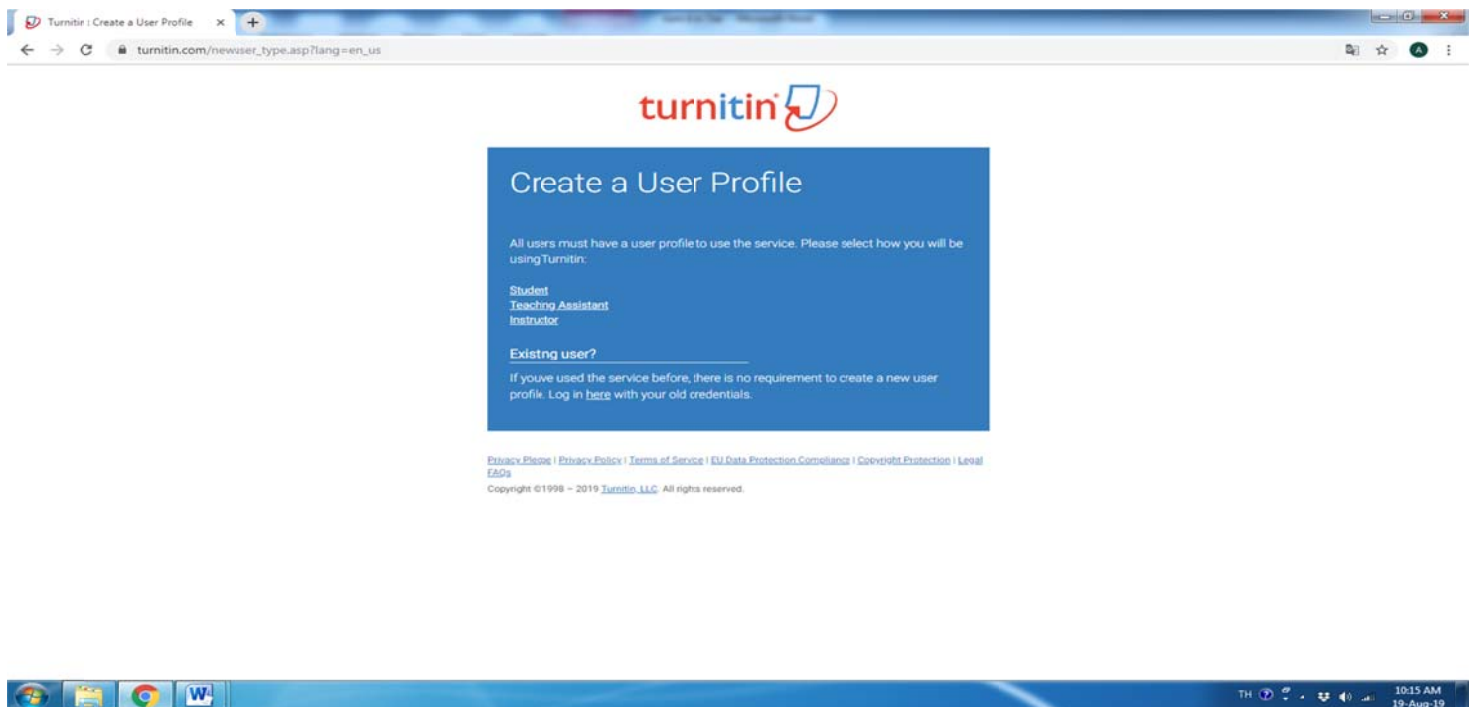 Turnitin : Create a User Profile
turnitin.com/newuser_type.asp?lang=en_us
A
turnitin
Create a User Profile
All users must have a user profile to use the service. Please select how you will be
using Turnitin:
Student
Teachng Assistant
Instructor
Existng user?
If youve used the service before, there is no requirement to create a new user
profile. Log in here with your old credentials.
Privacy Pledge | Privacy Policy | Terms of Service | EU Data Protection Compliance | Copyright Protection | Legal
FAQs
Copyright ©1998 – 2019 Turnitin, LLC. All rights reserved.
W
TH
10:15 AM
19-Aug-19